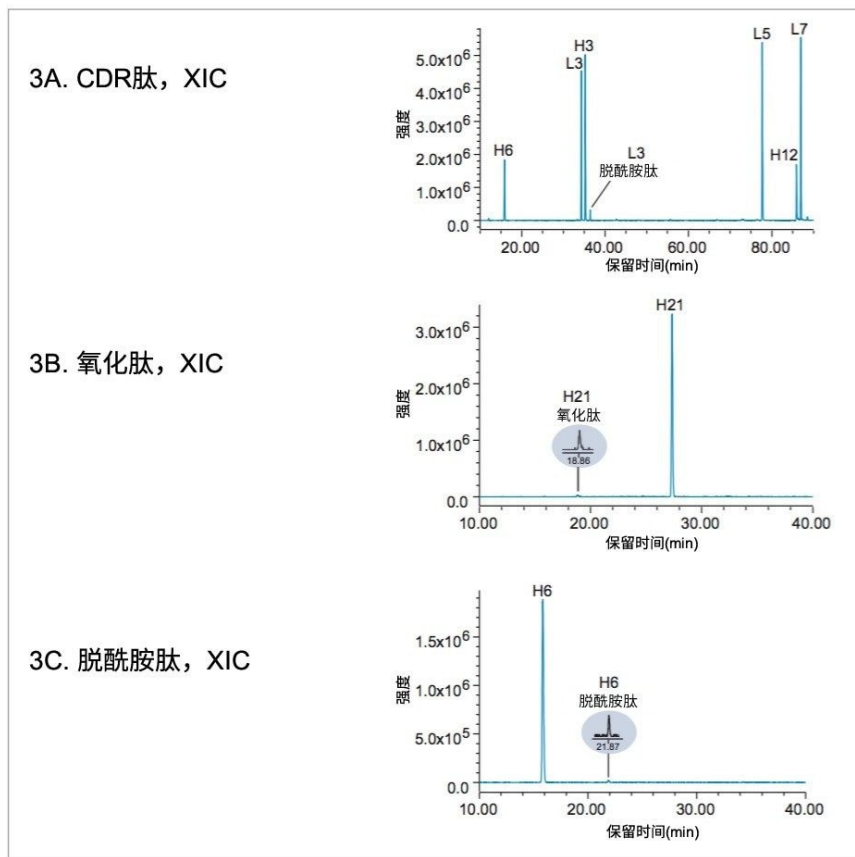 3A. CDR肽，XIC
强度
5.0x10⁶
4.0x10⁶
3.0x10⁶
2.0x10⁶
1.0x10⁶
0.0
H6
L3
H3
L3
脱酰胺肽
L5
H12
L7
20.00 40.00 60.00 80.00
保留时间(min)
3B. 氧化肽，XIC
强度
3.0x10⁶
2.0x10⁶
1.0x10⁶
0.0
H21
氧化肽
18.86
H21
10.00 20.00 30.00 40.00
保留时间(min)
3C. 脱酰胺肽，XIC
强度
1.5x10⁶
1.0x10⁶
5.0x10⁵
0.0
H6
H6
脱酰胺肽
21.87
10.00 20.00 30.00 40.00
保留时间(min)